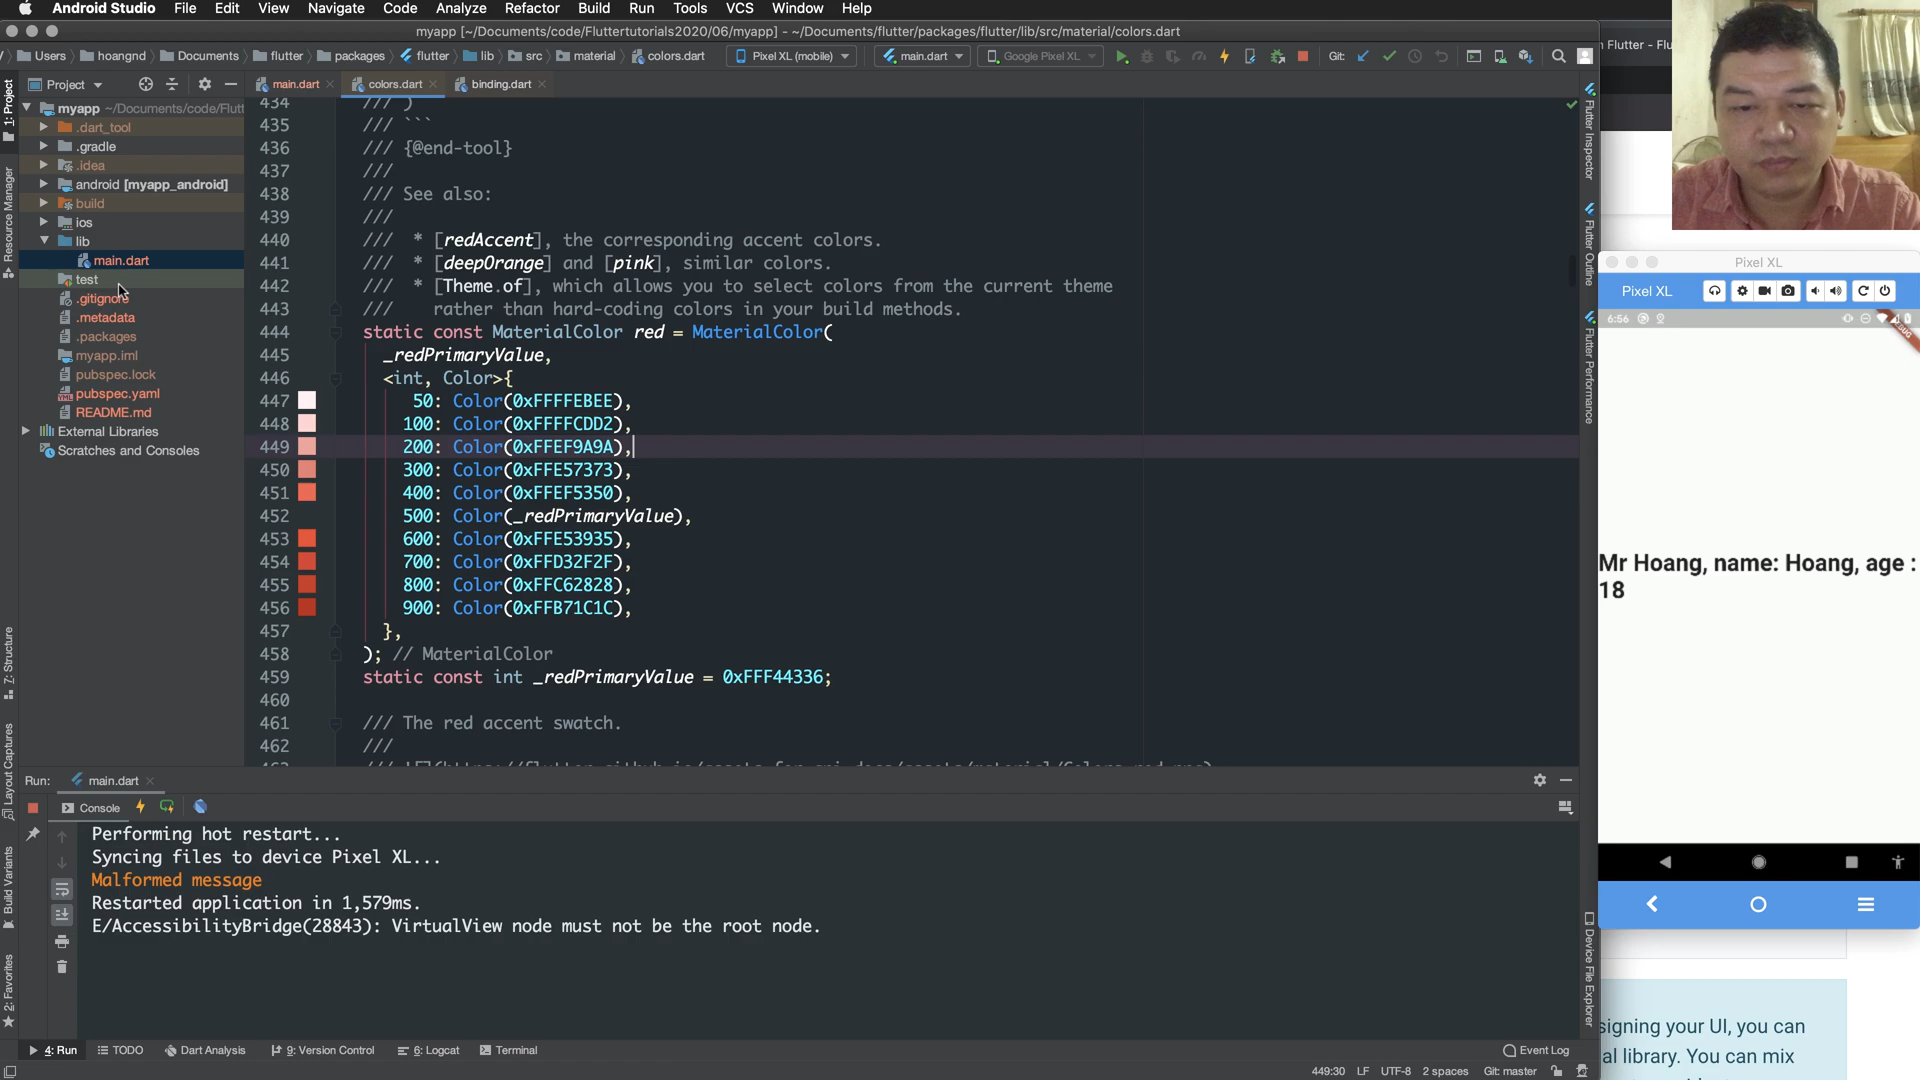 Android Studio File Edit View Navigate Code Analyze Refactor Build Run Tools VCS Window Help
myapp [~/Documents/code/Fluttertutorials2020/06/myapp] - ~/Documents/flutter/packages/flutter/lib/src/material/colors.dart
Users hoangnd Documents flutter packages flutter lib src material colors.dart Pixel XL (mobile) main.dart Google Pixel XL Git:
Project main.dart colors.dart binding.dart
myapp ~/Documents/code/Flutt
.dart_tool
.gradle
.idea
android [myapp_android]
build
ios
lib
main.dart
test
.gitignore
.metadata
.packages
myapp.iml
pubspec.lock
pubspec.yaml
README.md
External Libraries
Scratches and Consoles
1: Project
Resource Manager
7: Structure
Layout Captures
Build Variants
2: Favorites
434 /// )
435 /// ```
436 /// {@end-tool}
437 ///
438 /// See also:
439 ///
440 /// * [redAccent], the corresponding accent colors.
441 /// * [deepOrange] and [pink], similar colors.
442 /// * [Theme.of], which allows you to select colors from the current theme
443 /// rather than hard-coding colors in your build methods.
444 static const MaterialColor red = MaterialColor(
445 _redPrimaryValue,
446 <int, Color>{
447 50: Color(0xFFFFEBEE),
448 100: Color(0xFFFFCDD2),
449 200: Color(0xFFEF9A9A),
450 300: Color(0xFFE57373),
451 400: Color(0xFFEF5350),
452 500: Color(_redPrimaryValue),
453 600: Color(0xFFE53935),
454 700: Color(0xFFD32F2F),
455 800: Color(0xFFC62828),
456 900: Color(0xFFB71C1C),
457 },
458 ); // MaterialColor
459 static const int _redPrimaryValue = 0xFFF44336;
460
461 /// The red accent swatch.
462 ///
Flutter Inspector
Flutter Outline
Flutter Performance
Device File Explorer
n Flutter - Flu
Pixel XL
Pixel XL
6:56
DEBUG
Mr Hoang, name: Hoang, age :
18
signing your UI, you can
al library. You can mix
Run: main.dart
Console
Performing hot restart...
Syncing files to device Pixel XL...
Malformed message
Restarted application in 1,579ms.
E/AccessibilityBridge(28843): VirtualView node must not be the root node.
4: Run TODO Dart Analysis 9: Version Control 6: Logcat Terminal Event Log
449:30 LF UTF-8 2 spaces Git: master